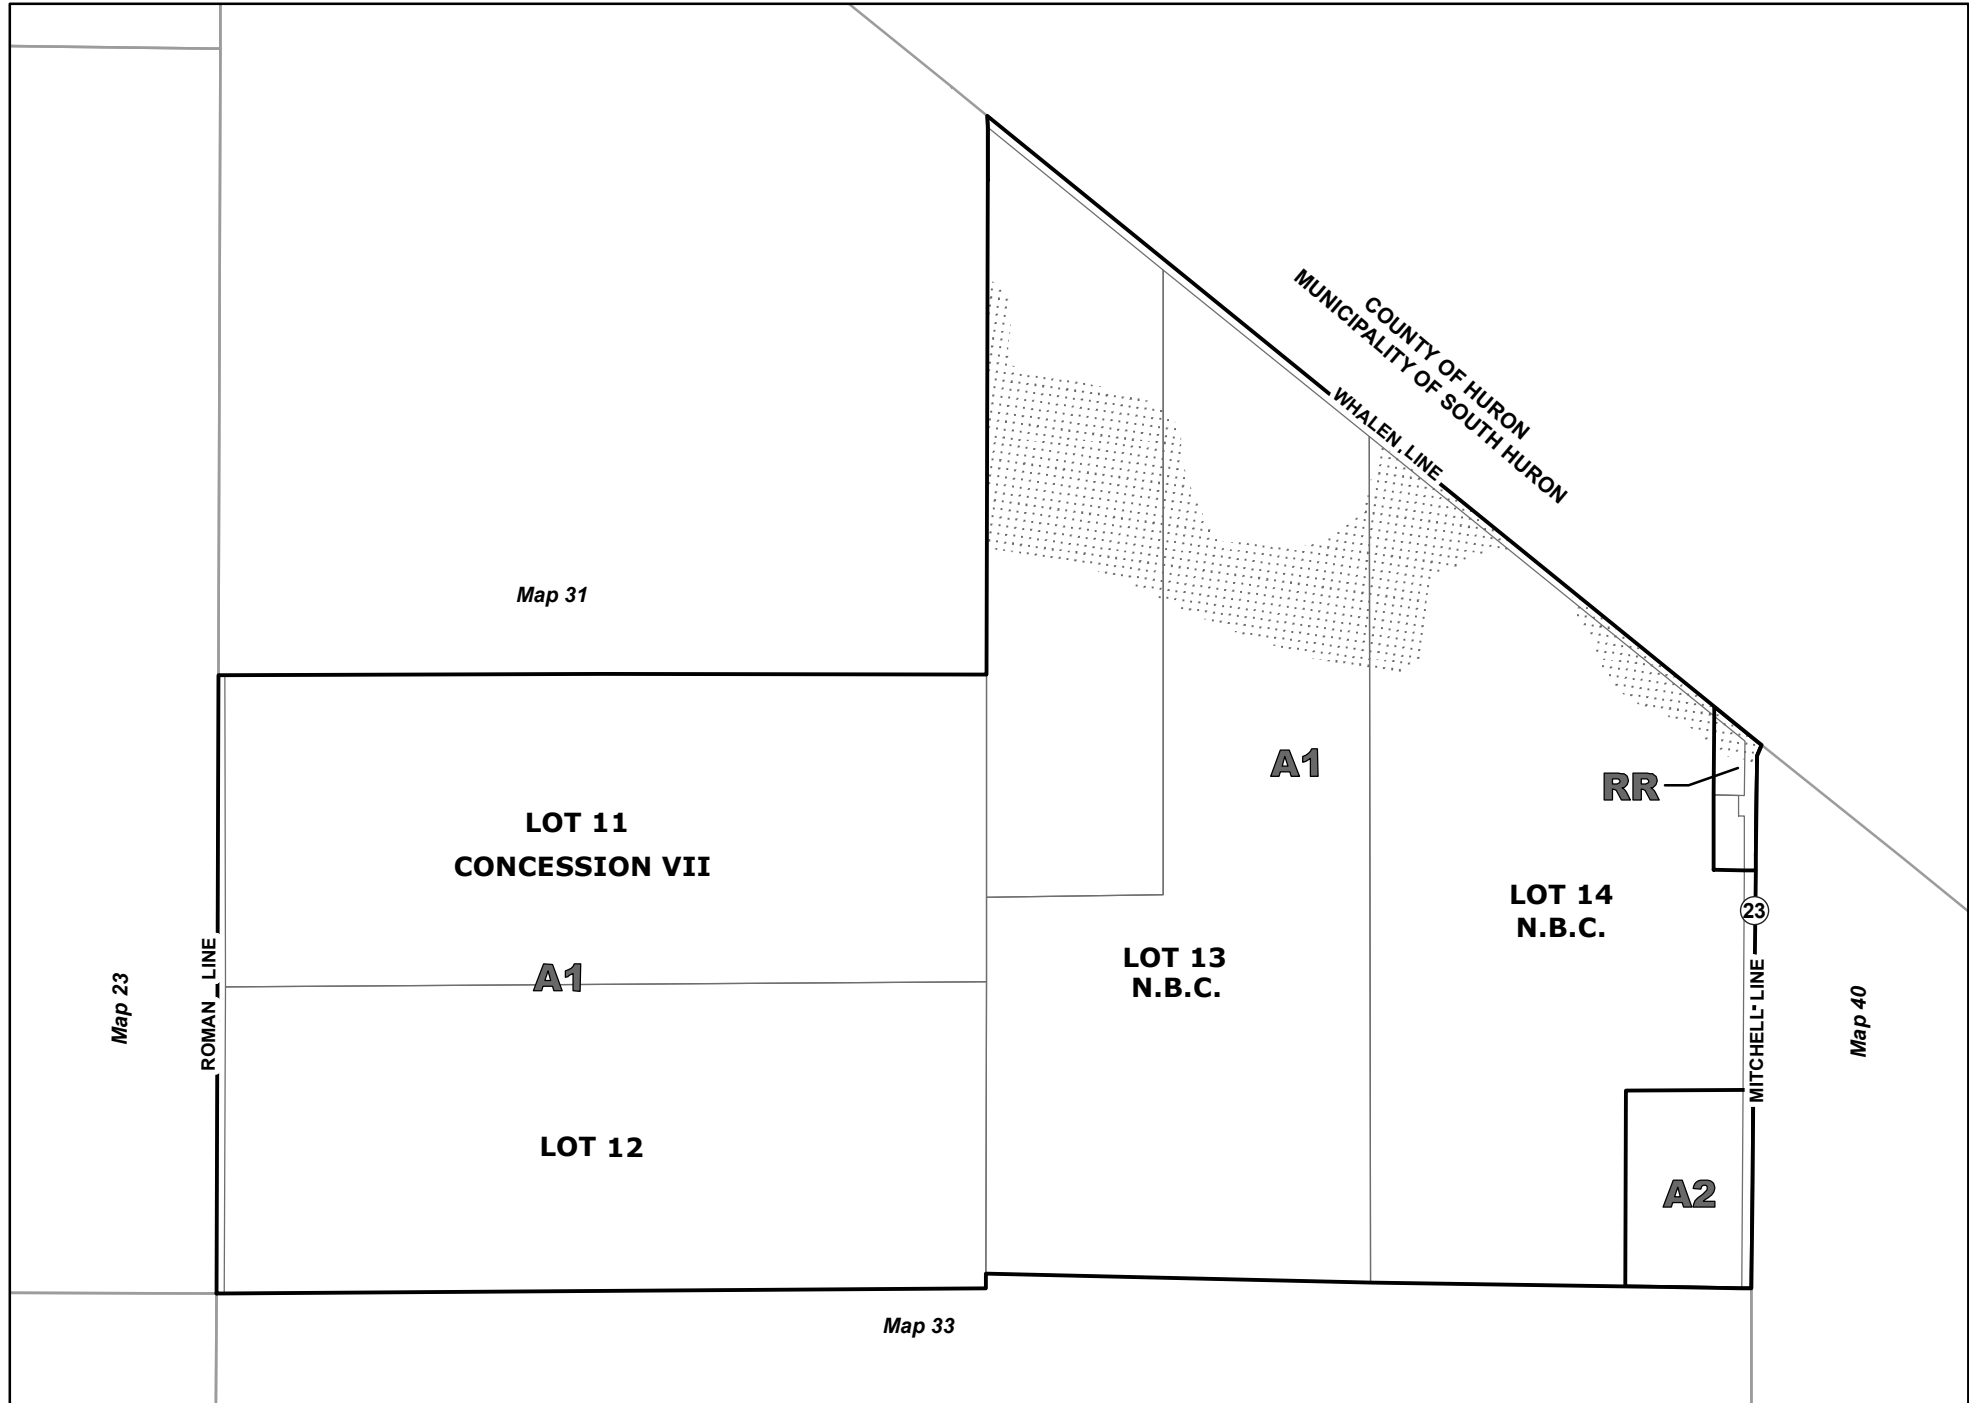 COUNTY OF HURON
MUNICIPALITY OF SOUTH HURON
WHALEN LINE
Map 31
A1
RR
LOT 11
CONCESSION VII
LOT 14
N.B.C.
23
ROMAN LINE
A1
LOT 13
N.B.C.
Map 23
MITCHELL LINE
Map 40
LOT 12
A2
Map 33